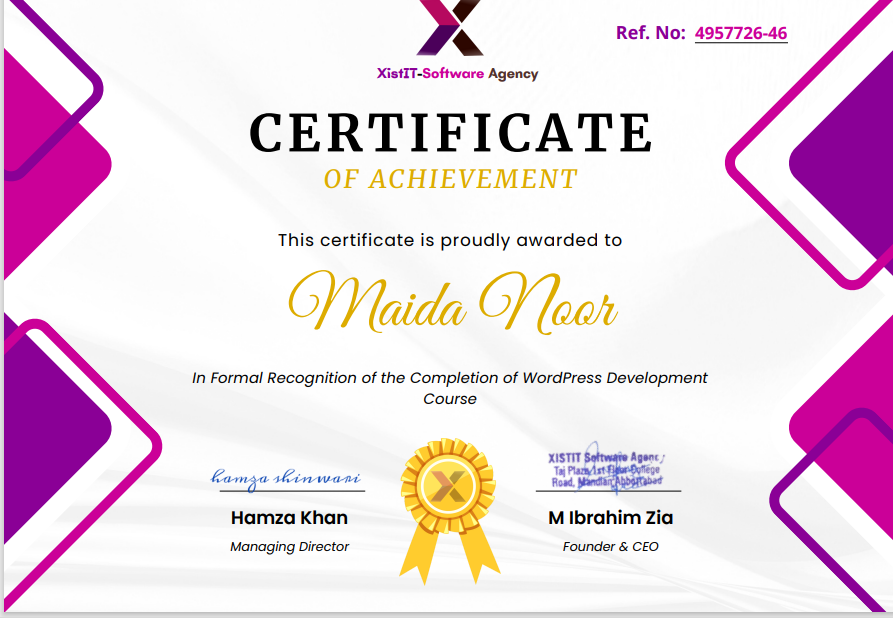 Ref. No: 4957726-46
XistIT-Software Agency
CERTIFICATE
OF ACHIEVEMENT
This certificate is proudly awarded to
Maida Noor
In Formal Recognition of the Completion of WordPress Development
Course
hamza shinwari
XISTIT Software Agency
Taj Plaza, 1st Floor College
Road, Mandian Abbottabad
Hamza Khan
M Ibrahim Zia
Managing Director
Founder & CEO